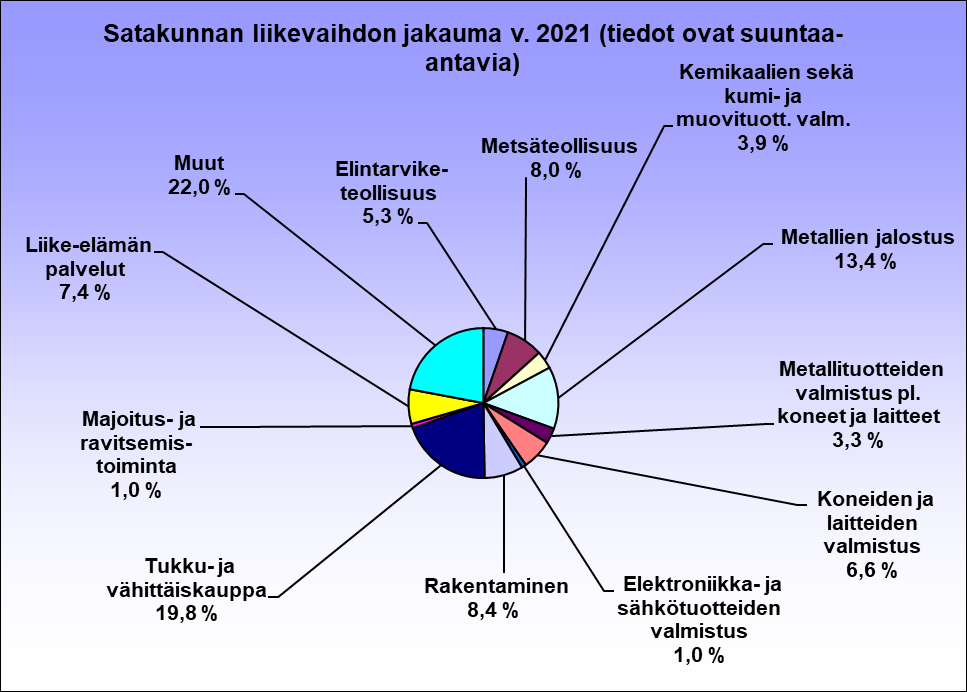 Satakunnan liikevaihdon jakauma v. 2021 (tiedot ovat suuntaa-
antavia)
Kemikaalien sekä
kumi- ja
muovituott. valm.
3,9 %
Metsäteollisuus
8,0 %
Elintarvike-
teollisuus
5,3 %
Muut
22,0 %
Liike-elämän
palvelut
7,4 %
Metallien jalostus
13,4 %
Metallituotteiden
valmistus pl.
koneet ja laitteet
3,3 %
Majoitus- ja
ravitsemis-
toiminta
1,0 %
Koneiden ja
laitteiden
valmistus
6,6 %
Tukku- ja
vähittäiskauppa
19,8 %
Rakentaminen
8,4 %
Elektroniikka- ja
sähkötuotteiden
valmistus
1,0 %